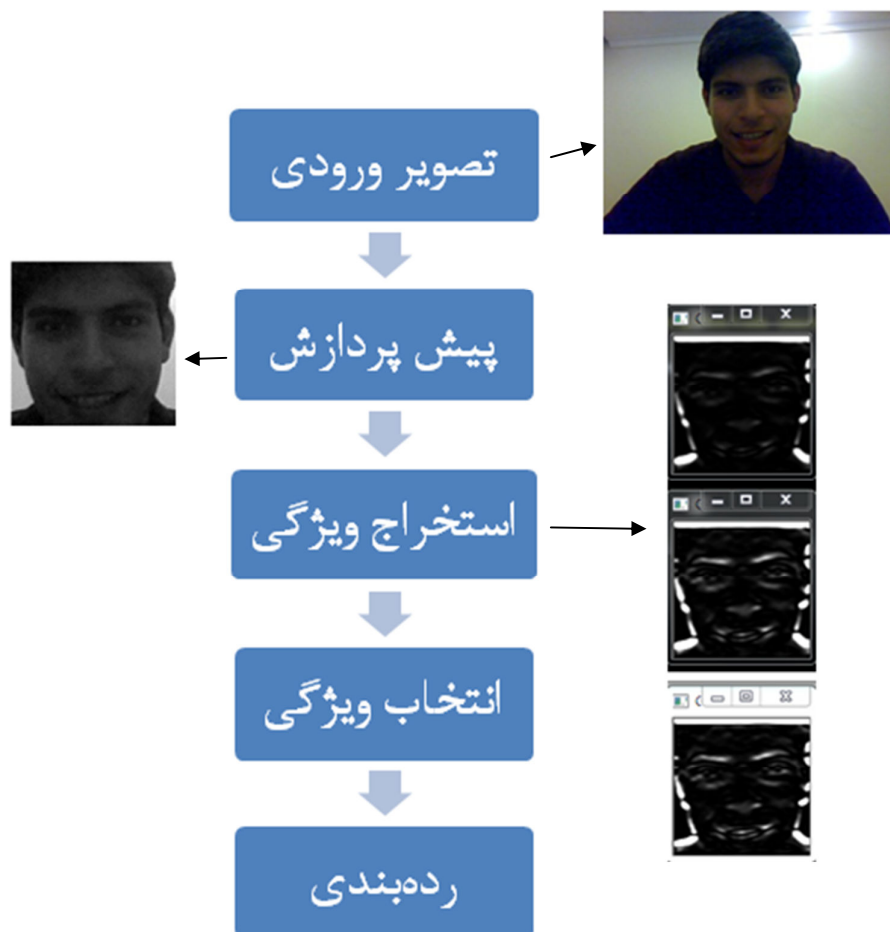 تصویر ورودی
پیش پردازش
استخراج ویژگی
انتخاب ویژگی
رده‌بندی